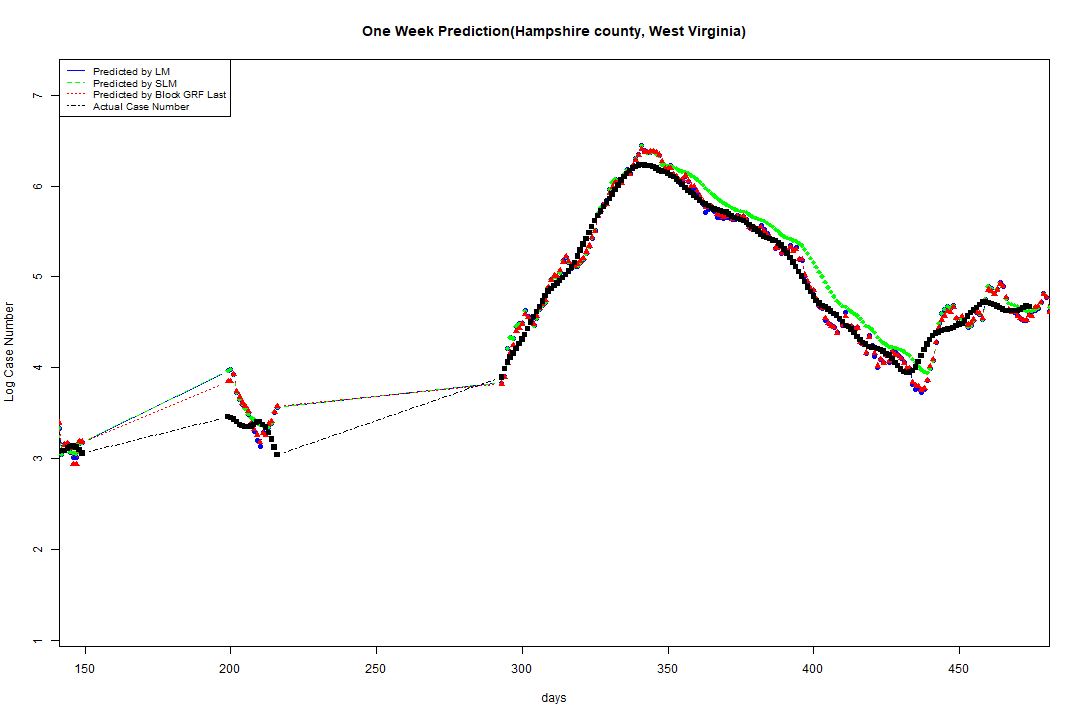 One Week Prediction(Hampshire county, West Virginia)
Predicted by LM
Predicted by SLM
Predicted by Block GRF Last
Actual Case Number
7
6
5
4
3
2
1
Log Case Number
150 200 250 300 350 400 450
days